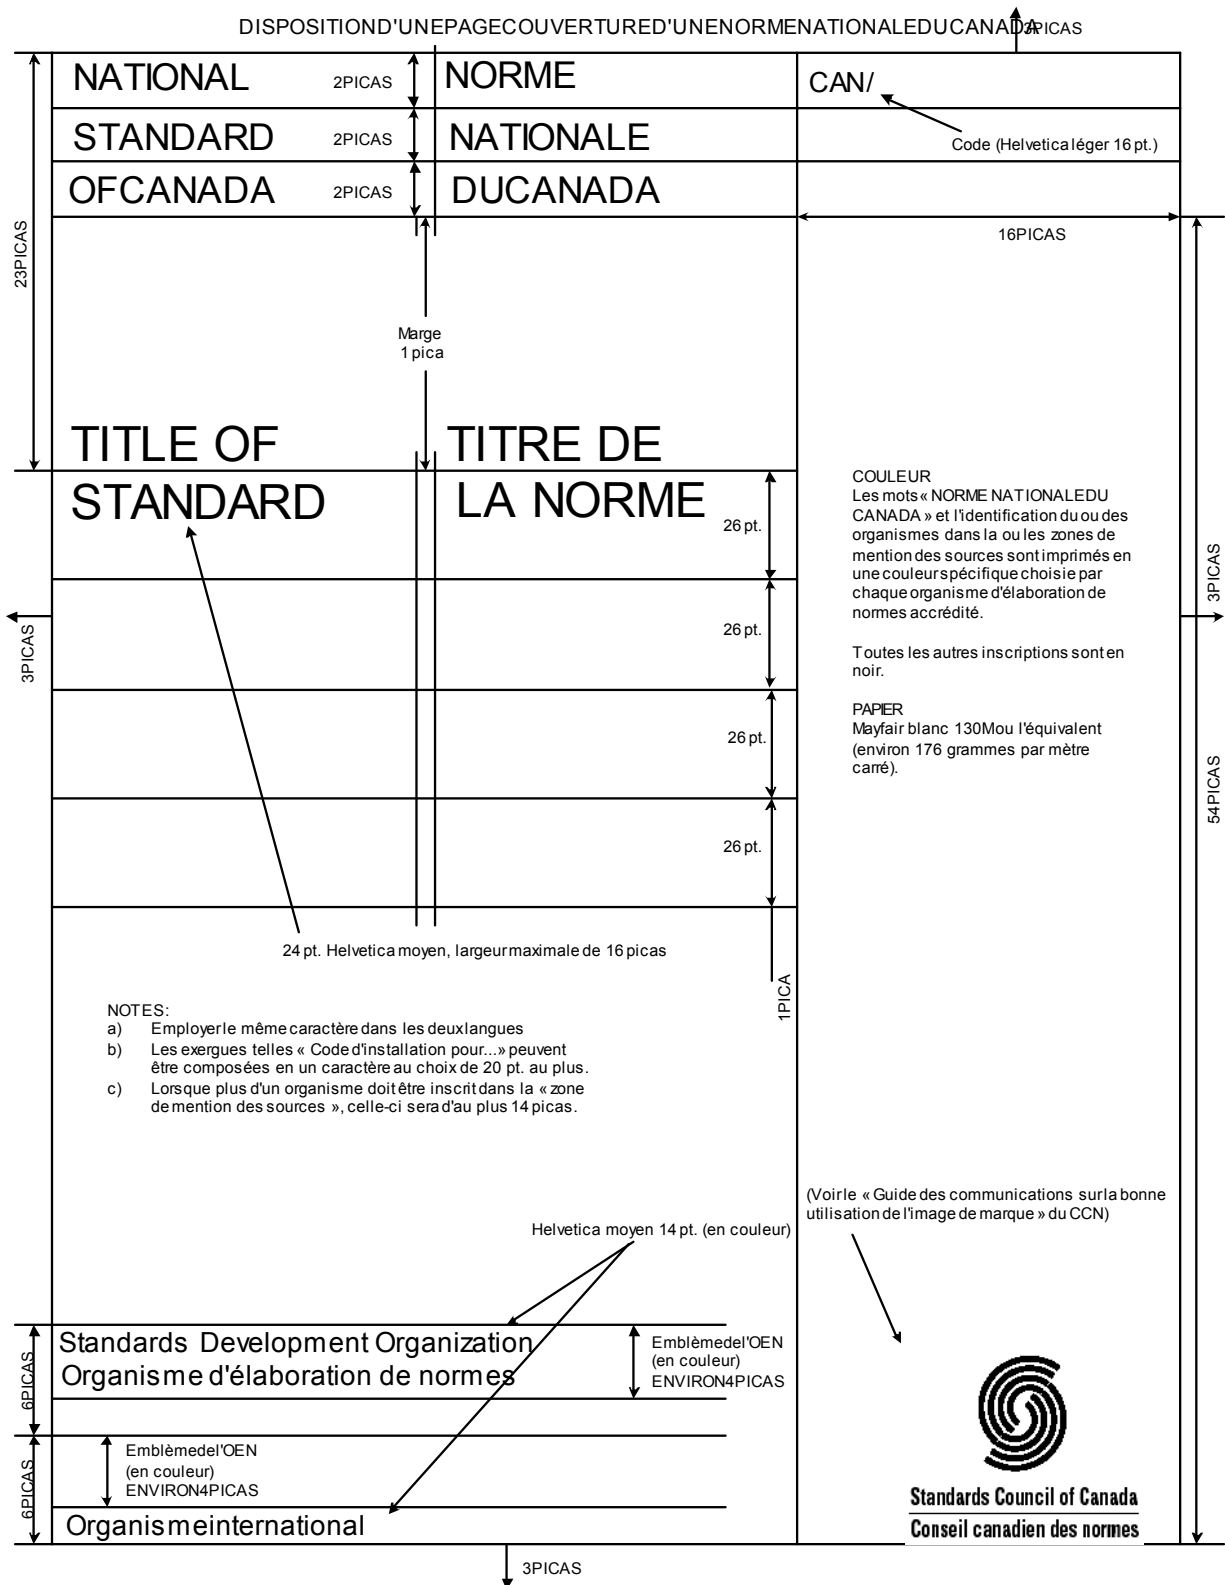 DISPOSITIOND'UNEPAGECOUVERTURED'UNENORMENATIONALEDUCANADA
3PICAS
NATIONAL 2PICAS NORME CAN/
STANDARD 2PICAS NATIONALE
Code (Helvetica léger 16 pt.)
OFCANADA 2PICAS DUCANADA
16PICAS
23PICAS
Marge
1 pica
TITLE OF TITRE DE
STANDARD LA NORME
26 pt.
26 pt.
26 pt.
26 pt.
COULEUR
Les mots « NORME NATIONALEDU
CANADA » et l'identification du ou des
organismes dans la ou les zones de
mention des sources sont imprimés en
une couleur spécifique choisie par
chaque organisme d'élaboration de
normes accrédité.
Toutes les autres inscriptions sont en
noir.
PAPIER
Mayfair blanc 130Mou l'équivalent
(environ 176 grammes par mètre
carré).
3PICAS
3PICAS
54PICAS
24 pt. Helvetica moyen, largeur maximale de 16 picas
1PICA
NOTES:
a) Employer le même caractère dans les deux langues
b) Les exergues telles « Code d'installation pour...» peuvent
être composées en un caractère au choix de 20 pt. au plus.
c) Lorsque plus d'un organisme doit être inscrit dans la « zone
de mention des sources », celle-ci sera d'au plus 14 picas.
(Voir le « Guide des communications sur la bonne
utilisation de l'image de marque » du CCN)
Helvetica moyen 14 pt. (en couleur)
6PICAS
Standards Development Organization
Organisme d'élaboration de normes
Emblèmedel'OEN
(en couleur)
ENVIRON4PICAS
6PICAS
Emblèmedel'OEN
(en couleur)
ENVIRON4PICAS
Organismeinternational
Standards Council of Canada
Conseil canadien des normes
3PICAS